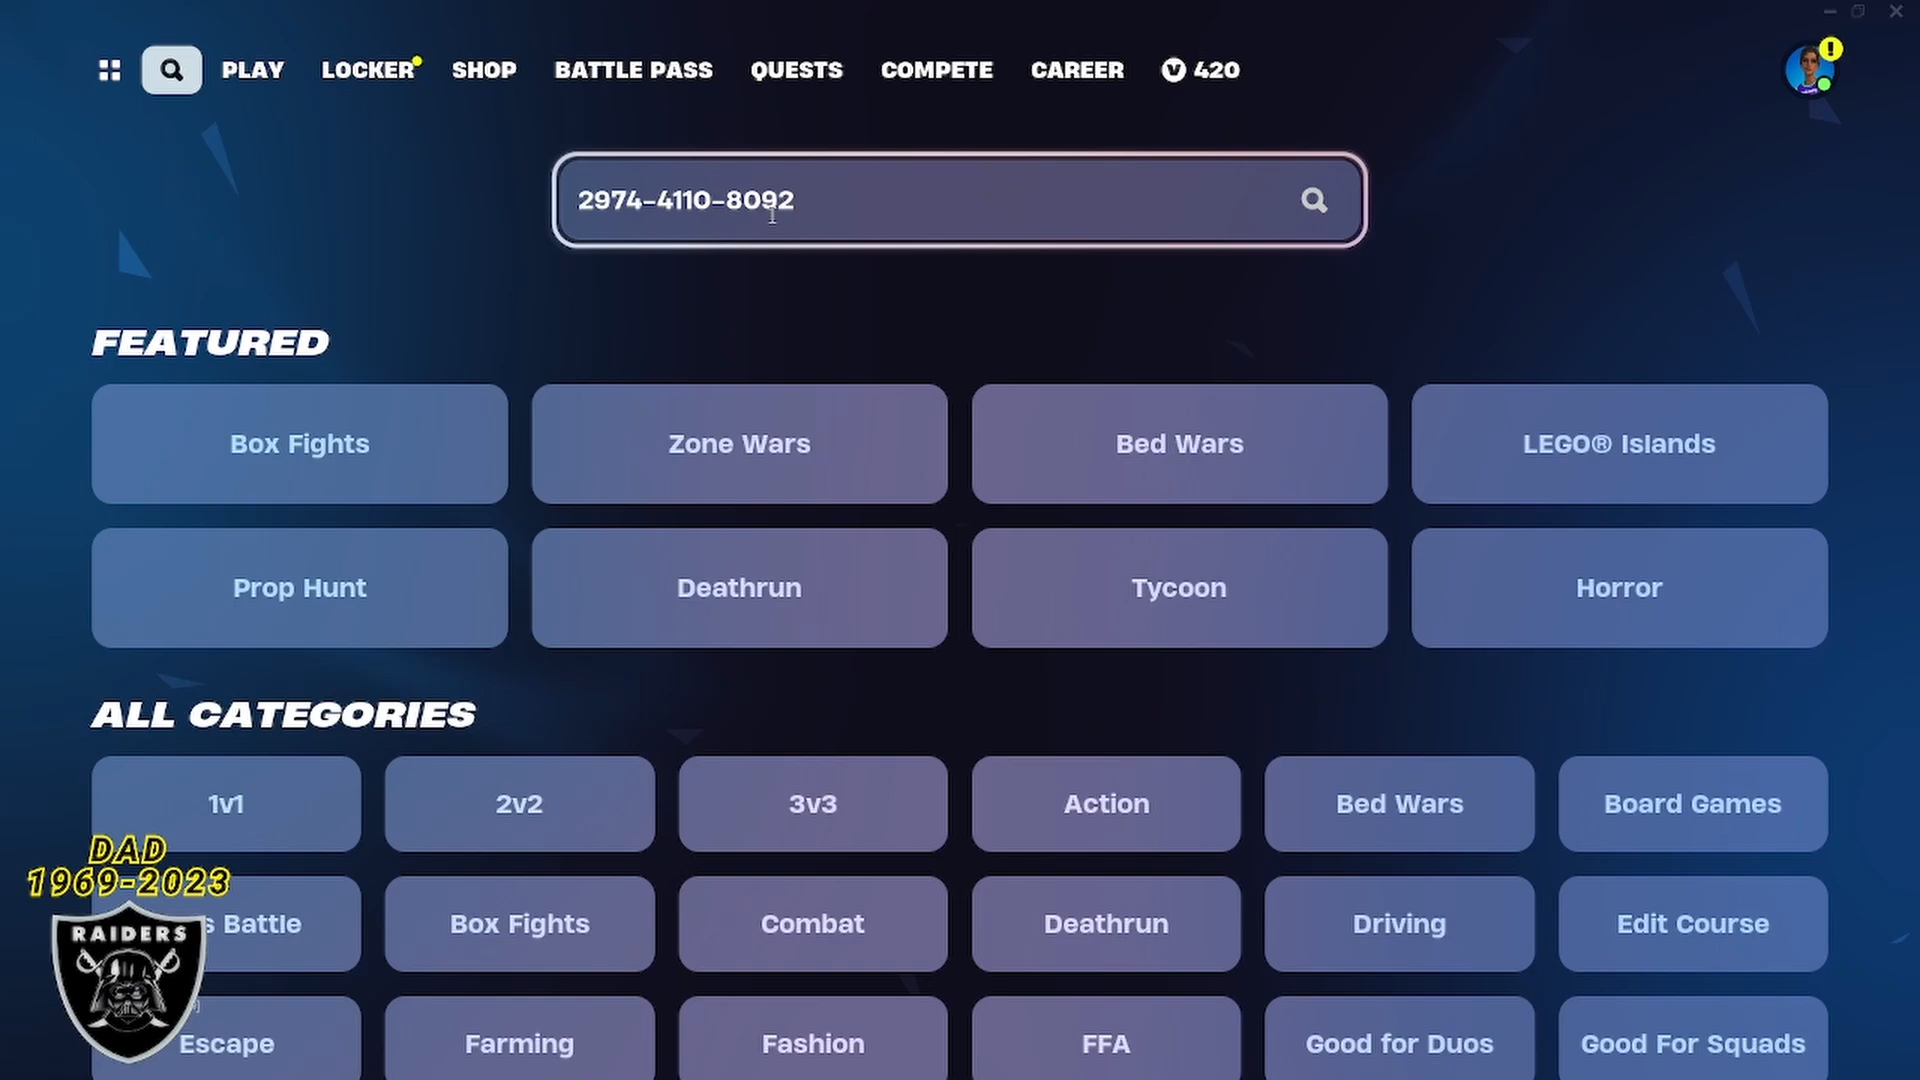 PLAY LOCKER SHOP BATTLE PASS QUESTS COMPETE CAREER V 420 !
2974-4110-8092
FEATURED
Box Fights Zone Wars Bed Wars LEGO® Islands
Prop Hunt Deathrun Tycoon Horror
ALL CATEGORIES
1v1 2v2 3v3 Action Bed Wars Board Games
DAD
1969-2023
Battle Box Fights Combat Deathrun Driving Edit Course
RAIDERS
Escape Farming Fashion FFA Good for Duos Good For Squads